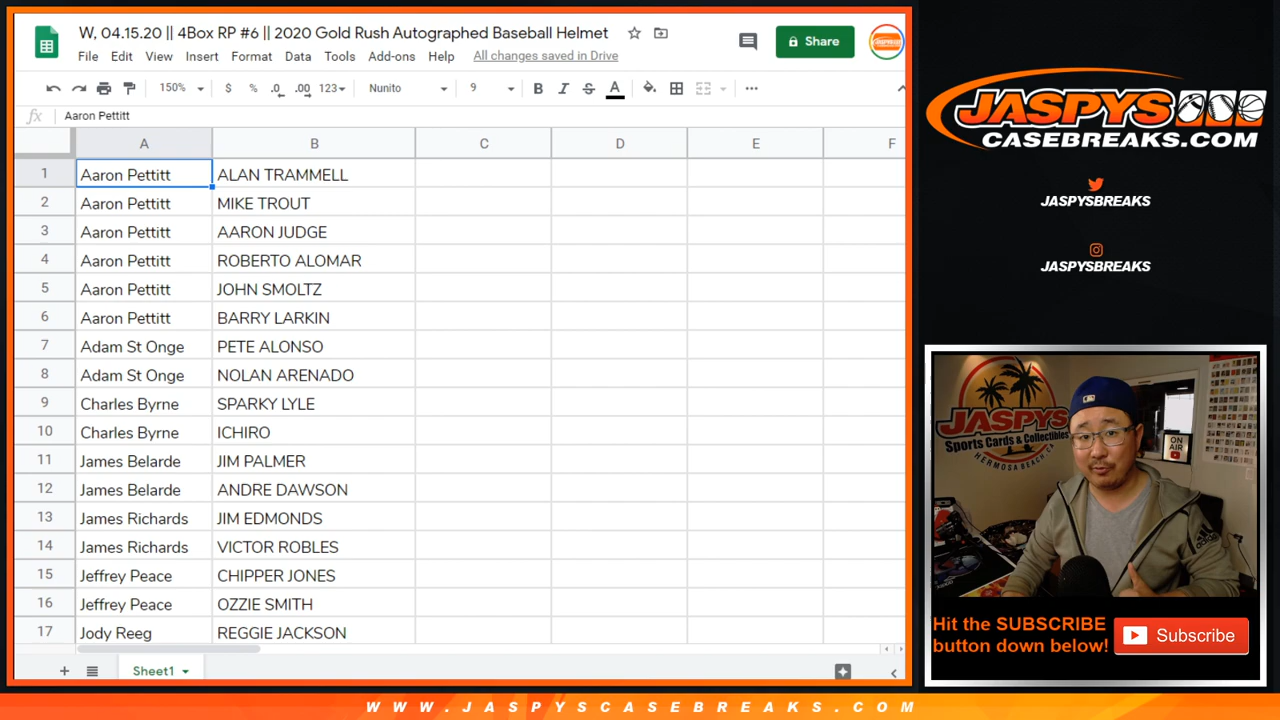 W, 04.15.20 || 4Box RP #6 || 2020 Gold Rush Autographed Baseball Helmet
Share
File Edit View Insert Format Data Tools Add-ons Help All changes saved in Drive
150% $ % .0 .00 123 Nunito 9 B I S A
fx Aaron Pettitt
A B C D E F
1 Aaron Pettitt ALAN TRAMMELL
2 Aaron Pettitt MIKE TROUT
3 Aaron Pettitt AARON JUDGE
4 Aaron Pettitt ROBERTO ALOMAR
5 Aaron Pettitt JOHN SMOLTZ
6 Aaron Pettitt BARRY LARKIN
7 Adam St Onge PETE ALONSO
8 Adam St Onge NOLAN ARENADO
9 Charles Byrne SPARKY LYLE
10 Charles Byrne ICHIRO
11 James Belarde JIM PALMER
12 James Belarde ANDRE DAWSON
13 James Richards JIM EDMONDS
14 James Richards VICTOR ROBLES
15 Jeffrey Peace CHIPPER JONES
16 Jeffrey Peace OZZIE SMITH
17 Jody Reeg REGGIE JACKSON
Sheet1
JASPYS
CASEBREAKS.COM
JASPYSBREAKS
JASPYSBREAKS
JASPYS
Sports Cards & Collectibles
HERMOSA BEACH, CA
ON
AIR
Hit the SUBSCRIBE
button down below!
Subscribe
WWW.JASPYSCASEBREAKS.COM